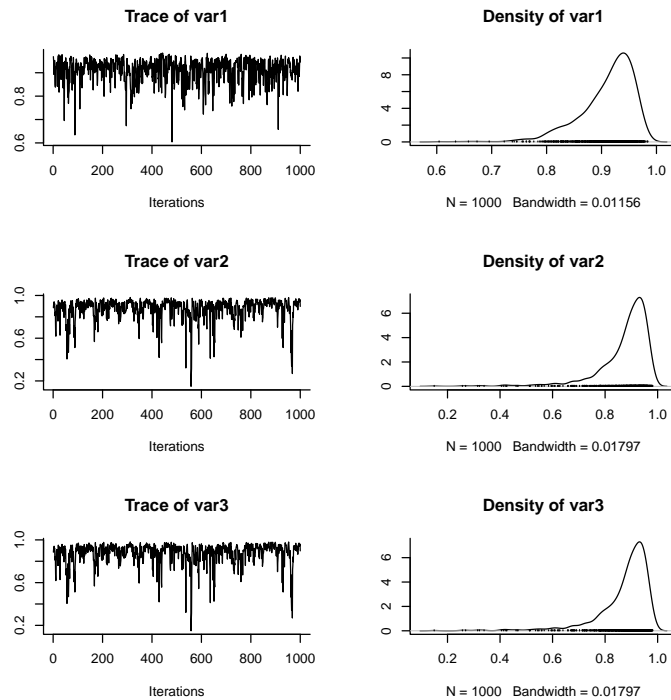 Trace of var1
Density of var1
0.6 0.8
0 200 400 600 800 1000
Iterations
0 4 8
0.6 0.7 0.8 0.9 1.0
N = 1000 Bandwidth = 0.01156
Trace of var2
Density of var2
0.2 0.6 1.0
0 200 400 600 800 1000
Iterations
0 2 4 6
0.2 0.4 0.6 0.8 1.0
N = 1000 Bandwidth = 0.01797
Trace of var3
Density of var3
0.2 0.6 1.0
0 200 400 600 800 1000
Iterations
0 2 4 6
0.2 0.4 0.6 0.8 1.0
N = 1000 Bandwidth = 0.01797